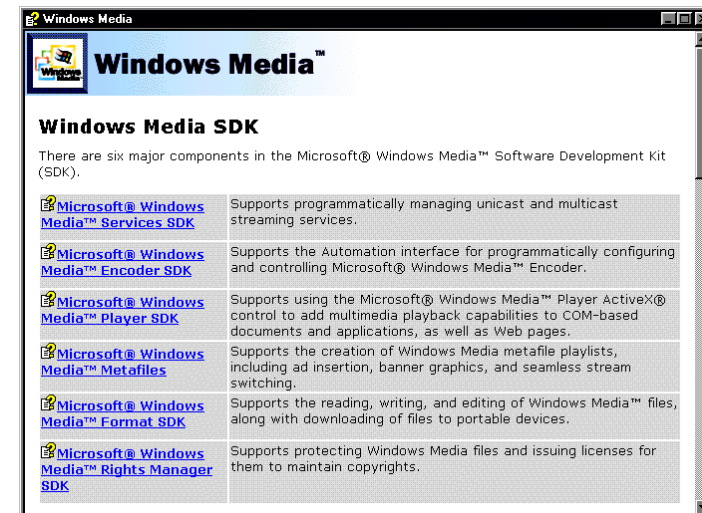 Windows Media
Windows Media™
Windows Media
Windows Media SDK
There are six major components in the Microsoft® Windows Media™ Software Development Kit
(SDK).
Microsoft® Windows
Media™ Services SDK
Supports programmatically managing unicast and multicast
streaming services.
Microsoft® Windows
Media™ Encoder SDK
Supports the Automation interface for programmatically configuring
and controlling Microsoft® Windows Media™ Encoder.
Microsoft® Windows
Media™ Player SDK
Supports using the Microsoft® Windows Media™ Player ActiveX®
control to add multimedia playback capabilities to COM-based
documents and applications, as well as Web pages.
Microsoft® Windows
Media™ Metafiles
Supports the creation of Windows Media metafile playlists,
including ad insertion, banner graphics, and seamless stream
switching.
Microsoft® Windows
Media™ Format SDK
Supports the reading, writing, and editing of Windows Media™ files,
along with downloading of files to portable devices.
Microsoft® Windows
Media™ Rights Manager
SDK
Supports protecting Windows Media files and issuing licenses for
them to maintain copyrights.